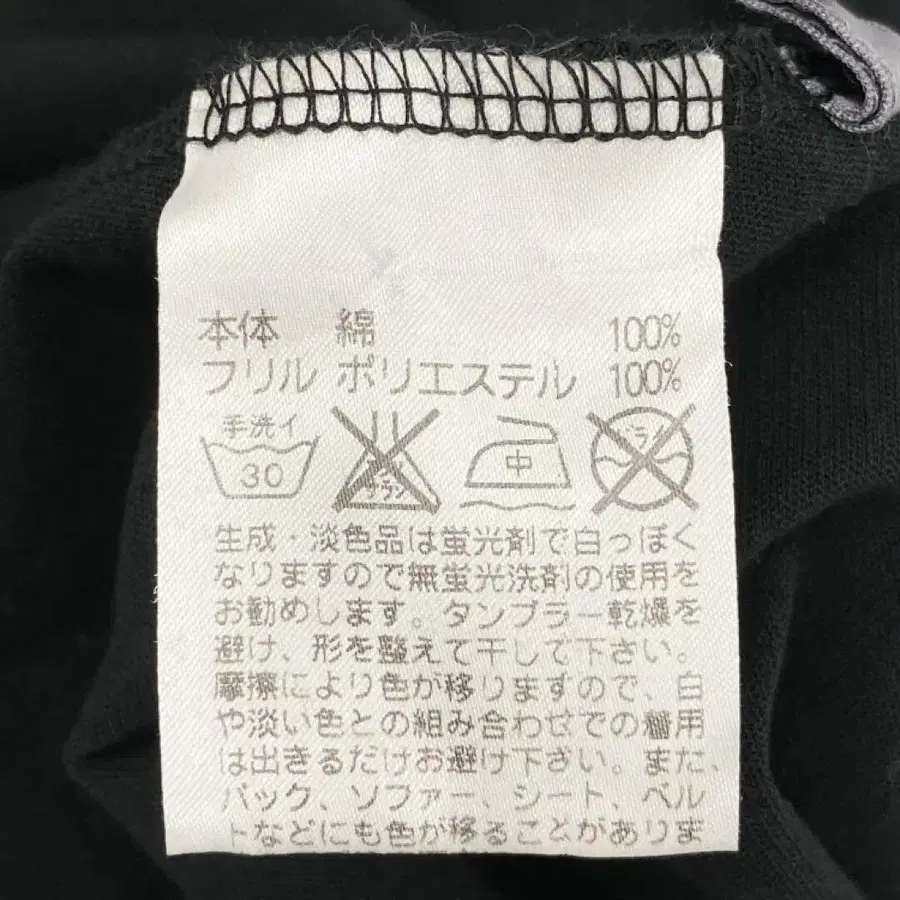 本体 綿 100%
フリル ポリエステル 100%
手洗イ
30
エンソ
サラシ
中
ドライ
生成・淡色品は蛍光剤で白っぽく
なりますので無蛍光洗剤の使用を
お勧めします。タンブラー乾燥を
避け、形を整えて干して下さい。
摩擦により色が移りますので、白
や淡い色との組み合わせでの着用
は出きるだけお避け下さい。また、
バック、ソファー、シート、ベル
トなどにも色が移ることがありま